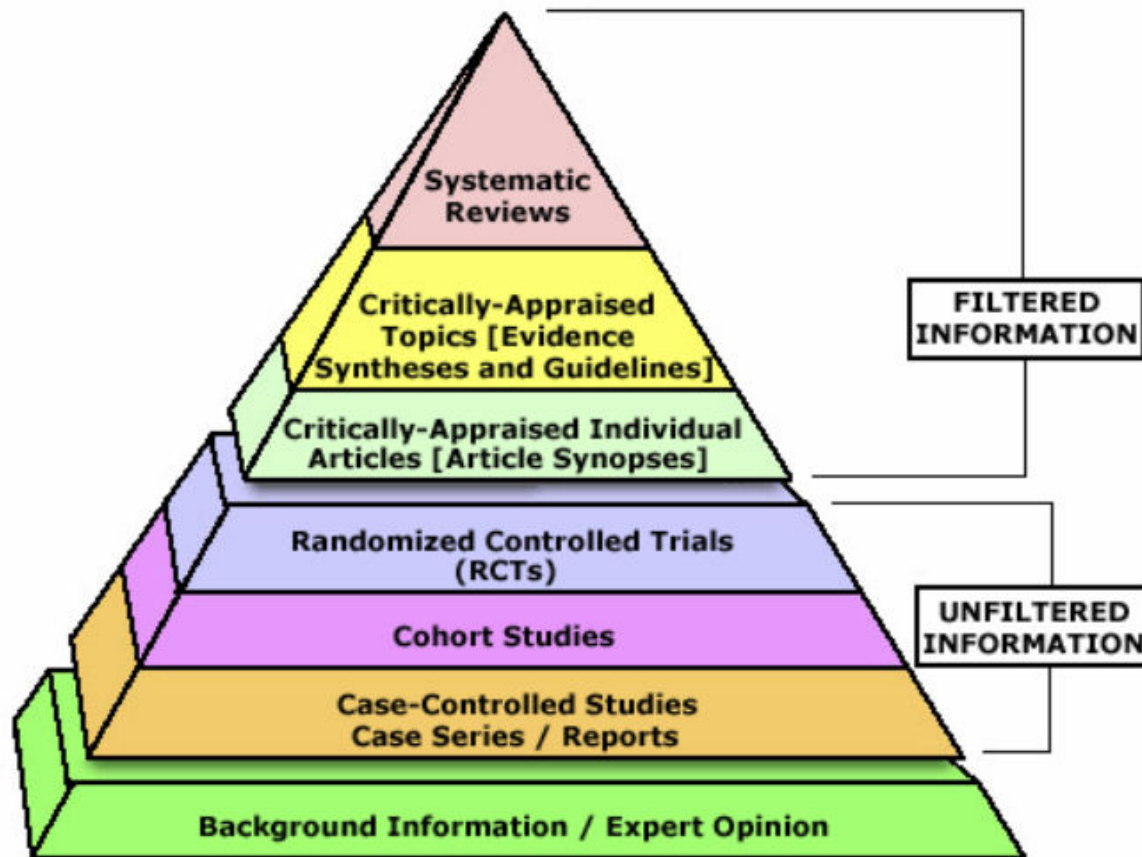 Systematic
Reviews
Critically-Appraised
Topics [Evidence
Syntheses and Guidelines]
FILTERED
INFORMATION
Critically-Appraised Individual
Articles [Article Synopses]
Randomized Controlled Trials
(RCTs)
UNFILTERED
INFORMATION
Cohort Studies
Case-Controlled Studies
Case Series / Reports
Background Information / Expert Opinion